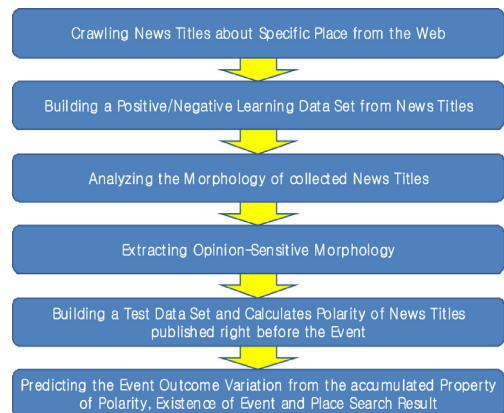 Crawling News Titles about Specific Place from the Web
Building a Positive/Negative Learning Data Set from News Titles
Analyzing the Morphology of collected News Titles
Extracting Opinion-Sensitive Morphology
Building a Test Data Set and Calculates Polarity of News Titles
published right before the Event
Predicting the Event Outcome Variation from the accumulated Property
of Polarity, Existence of Event and Place Search Result